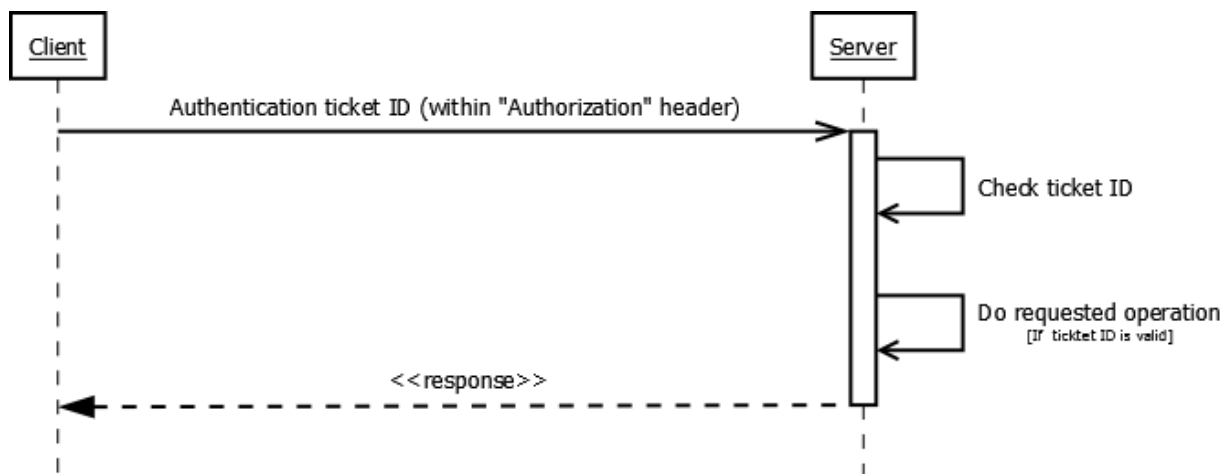 Client
Server
Authentication ticket ID (within "Authorization" header)
Check ticket ID
Do requested operation
[If ticktet ID is valid]
<<response>>